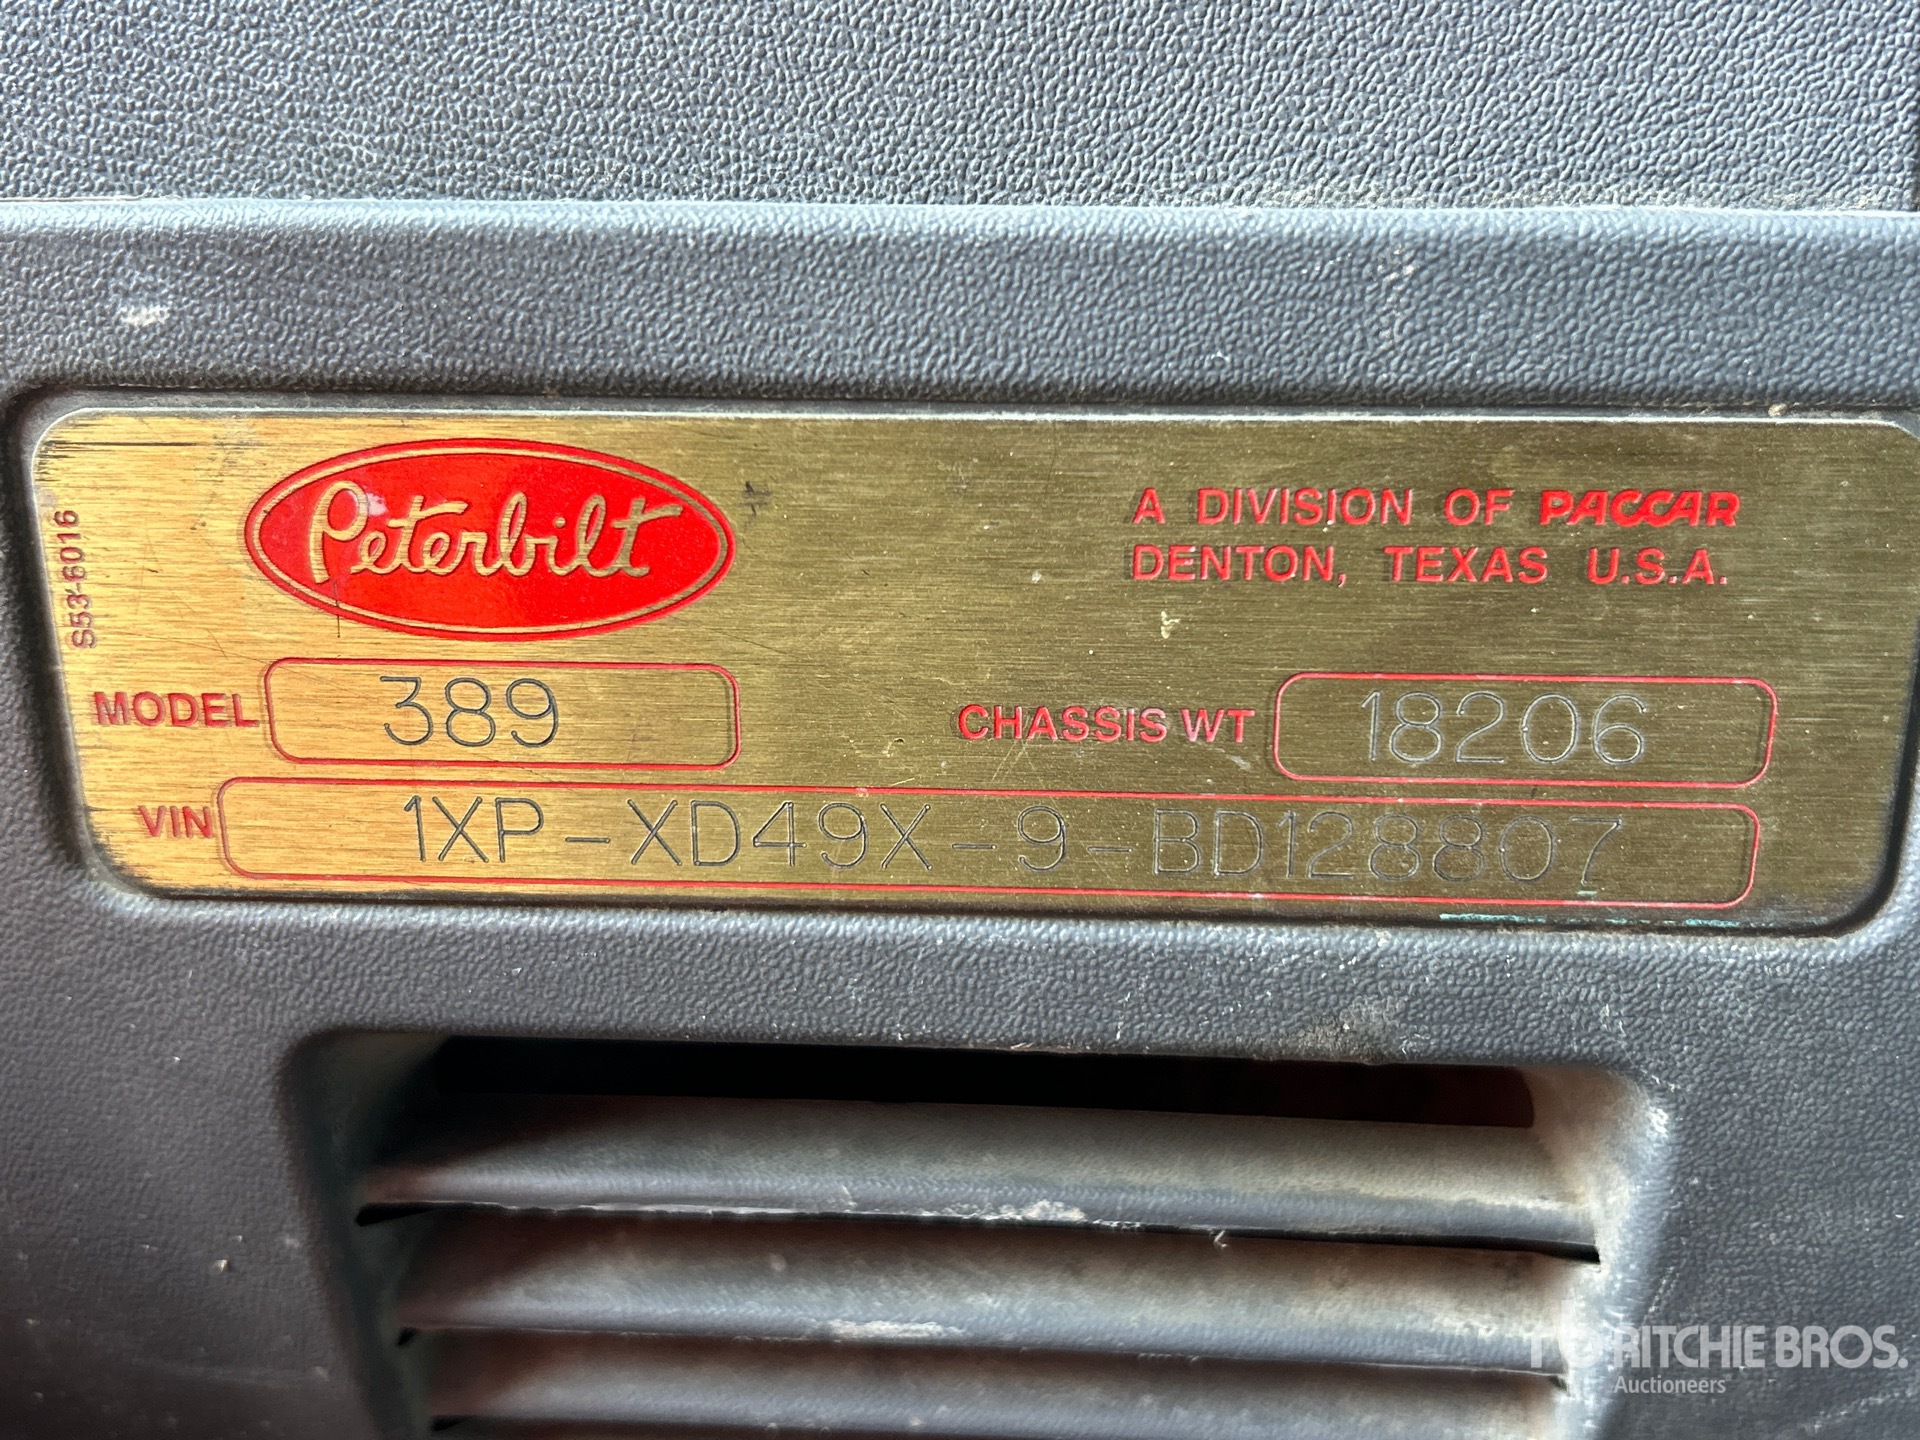 Peterbilt
A DIVISION OF PACCAR
DENTON, TEXAS U.S.A.
S53-6016
MODEL 389
CHASSIS WT 18206
VIN 1XP-XD49X-9-BD128807
RITCHIE BROS.
Auctioneers